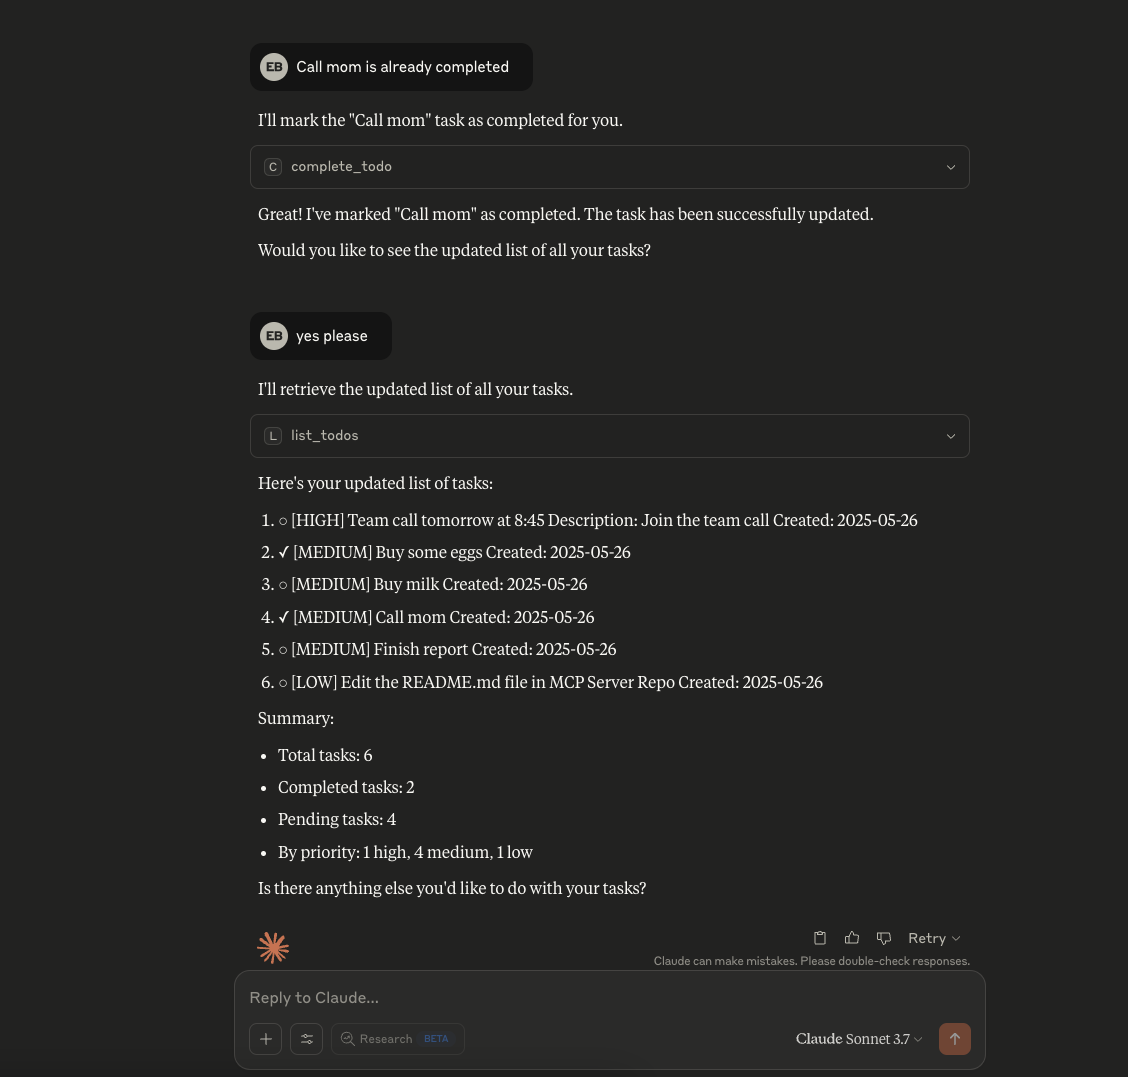 EB Call mom is already completed
I'll mark the "Call mom" task as completed for you.
C complete_todo
Great! I've marked "Call mom" as completed. The task has been successfully updated.
Would you like to see the updated list of all your tasks?
EB yes please
I'll retrieve the updated list of all your tasks.
L list_todos
Here's your updated list of tasks:
1. ○ [HIGH] Team call tomorrow at 8:45 Description: Join the team call Created: 2025-05-26
2. ✓ [MEDIUM] Buy some eggs Created: 2025-05-26
3. ○ [MEDIUM] Buy milk Created: 2025-05-26
4. ✓ [MEDIUM] Call mom Created: 2025-05-26
5. ○ [MEDIUM] Finish report Created: 2025-05-26
6. ○ [LOW] Edit the README.md file in MCP Server Repo Created: 2025-05-26
Summary:
• Total tasks: 6
• Completed tasks: 2
• Pending tasks: 4
• By priority: 1 high, 4 medium, 1 low
Is there anything else you'd like to do with your tasks?
Retry
Claude can make mistakes. Please double-check responses.
Reply to Claude...
Research BETA Claude Sonnet 3.7